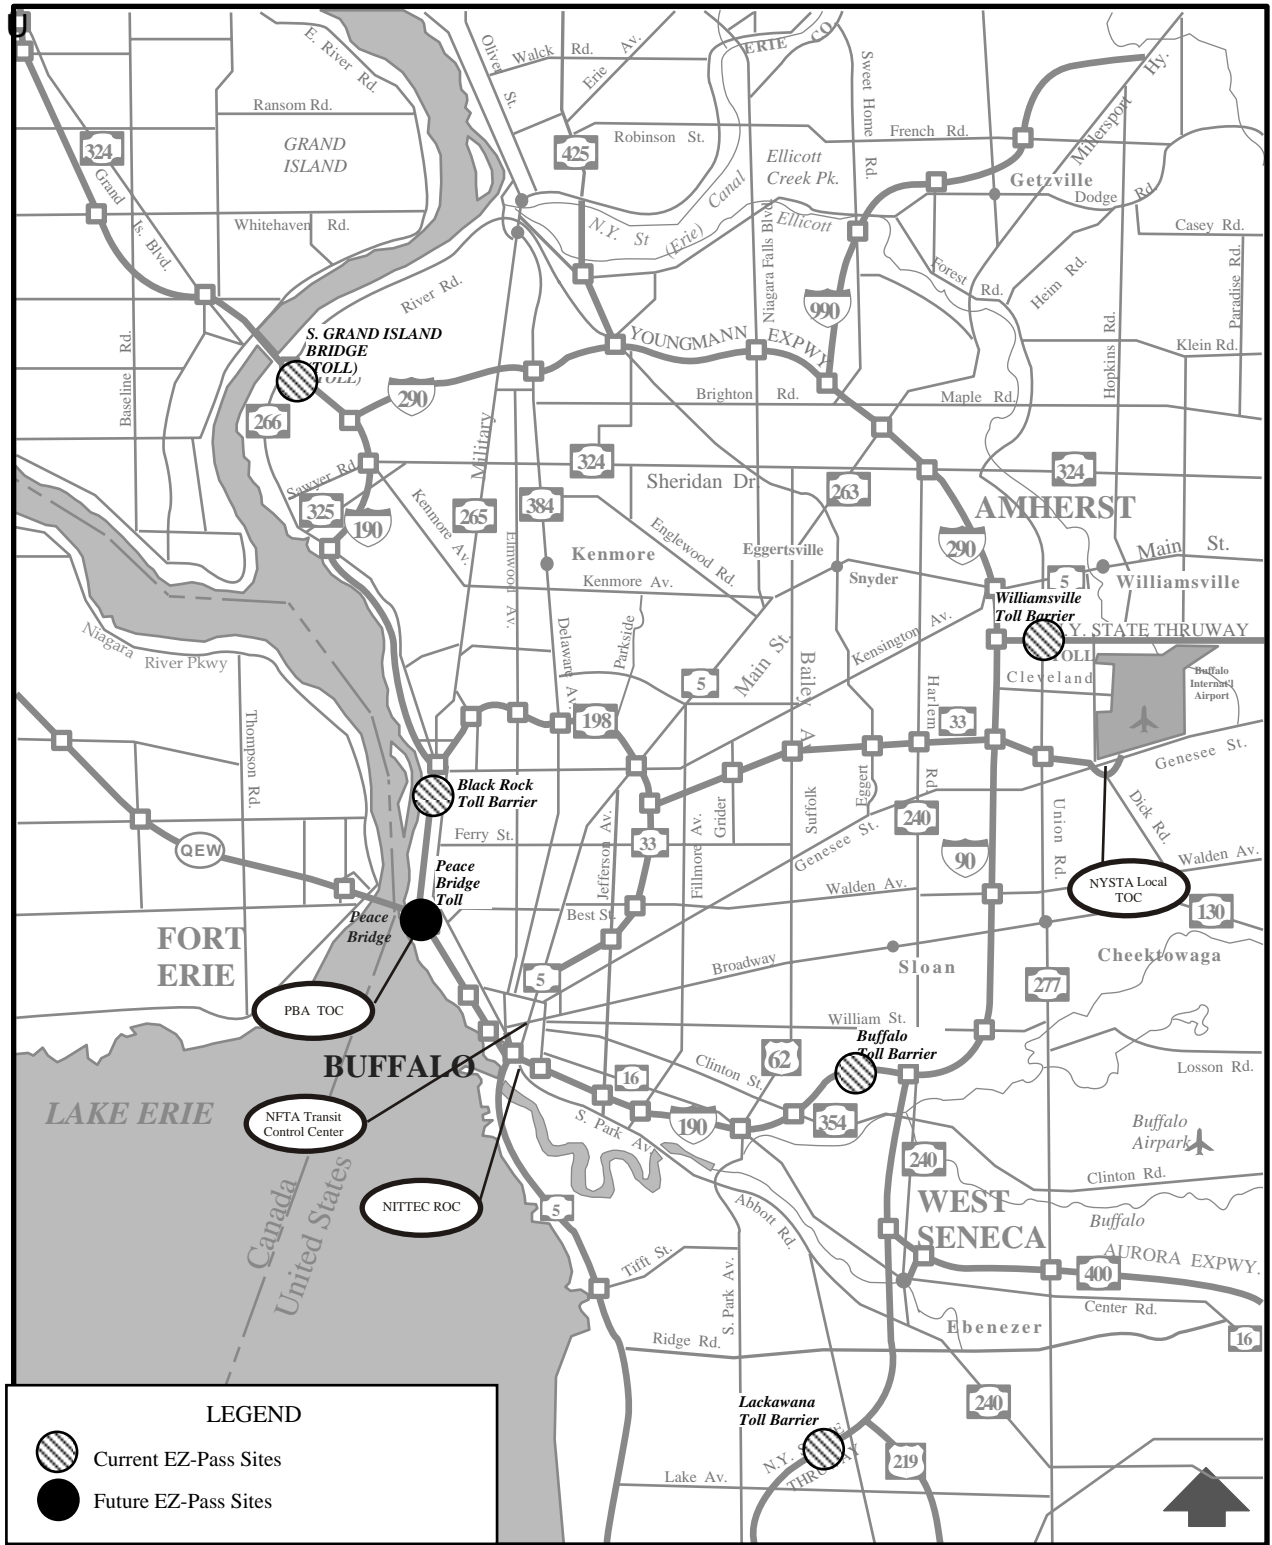 U
E. River Rd.
Oliver St.
Walck Rd.
Erie Av.
ERIE CO
Sweet Home Rd.
Millersport Hy.
Ransom Rd.
GRAND
ISLAND
324
425
Robinson St.
French Rd.
Ellicott
Creek Pk.
Getzville
Dodge Rd.
Grand Is. Blvd.
Whitehaven Rd.
N.Y. St (Erie) Canal
Niagara Falls Blvd.
Ellicott
Casey Rd.
River Rd.
Forest Rd.
Heim Rd.
Paradise Rd.
990
S. GRAND ISLAND
BRIDGE
(TOLL)
(TOLL)
YOUNGMANN EXPWY
Hopkins Rd.
Klein Rd.
Baseline Rd.
290
Brighton Rd.
Maple Rd.
266
Military
324
Sheridan Dr.
263
324
Sawyer Rd.
325
190
Kenmore Av.
265
384
Englewood Rd.
AMHERST
290
Elmwood Av.
Kenmore
Eggertsville
Main St.
Kenmore Av.
Snyder
5
Williamsville
Williamsville
Toll Barrier
.Y. STATE THRUWAY
TOLL
Niagara
River Pkwy
Delaware Av.
Parkside
Main St.
Kensington Av.
Cleveland
Buffalo
Internat'l
Airport
5
Bailey Av
Harlem Rd.
Thompson Rd.
198
33
Genesee St.
Black Rock
Toll Barrier
Grider
Suffolk
Eggert
240
Union Rd.
Dick Rd.
QEW
Ferry St.
33
Jefferson Av.
Fillmore Av.
Genesee St.
90
Walden Av.
Peace
Bridge
Toll
Walden Av.
NYSTA Local
TOC
Peace
Bridge
Best St.
130
FORT
ERIE
5
Broadway
Sloan
Cheektowaga
277
PBA TOC
William St.
Buffalo
Toll Barrier
BUFFALO
16
Clinton St.
62
Losson Rd.
LAKE ERIE
NFTA Transit
Control Center
S. Park Av.
190
354
Buffalo
Airpark
240
Clinton Rd.
Canada
United States
NITTEC ROC
5
Abbott Rd.
WEST
SENECA
Buffalo
AURORA EXPWY.
Tifft St.
S. Park Av.
400
Center Rd.
Ridge Rd.
Ebenezer
16
LEGEND
Current EZ-Pass Sites
Future EZ-Pass Sites
Lackawana
Toll Barrier
240
Lake Av.
N.Y. THRUWAY
219